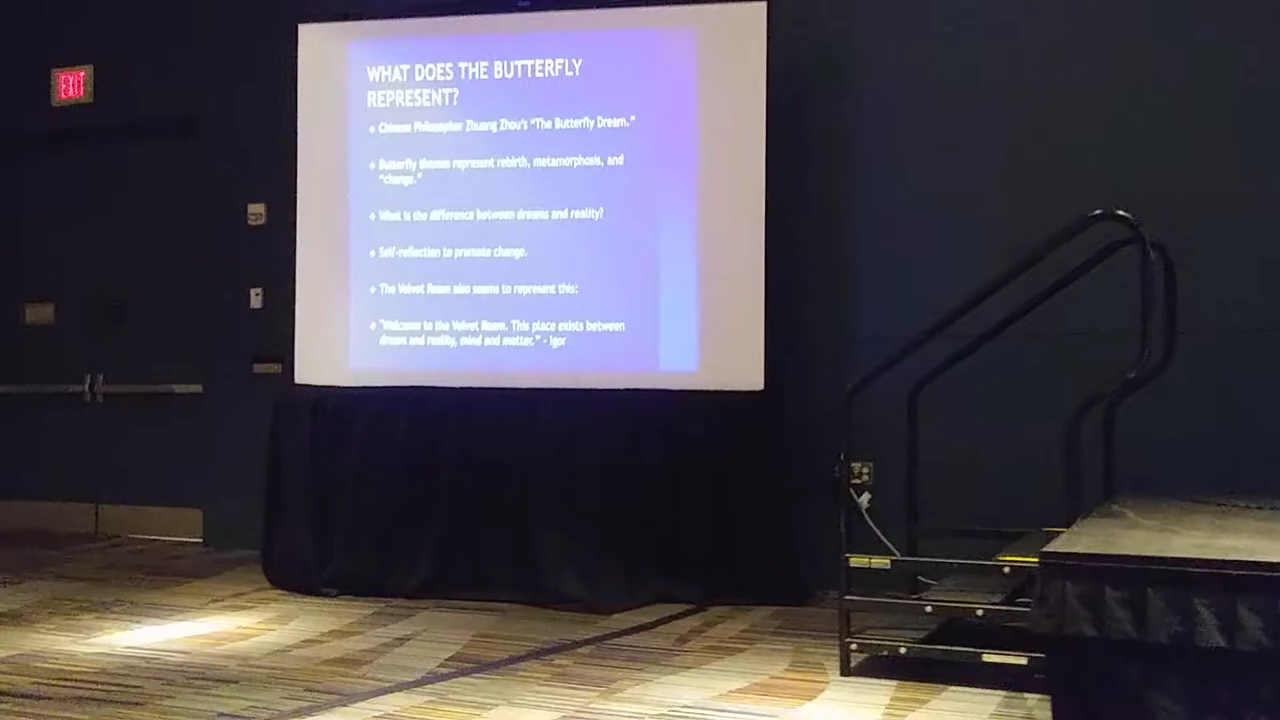 EXIT
WHAT DOES THE BUTTERFLY
REPRESENT?
Chinese Philosopher Zhuang Zhou's "The Butterfly Dream."
Butterfly themes represent rebirth, metamorphosis, and
"change."
What is the difference between dreams and reality?
Self-reflection to promote change.
The Velvet Room also seems to represent this:
"Welcome to the Velvet Room. This place exists between
dream and reality, mind and matter." - Igor